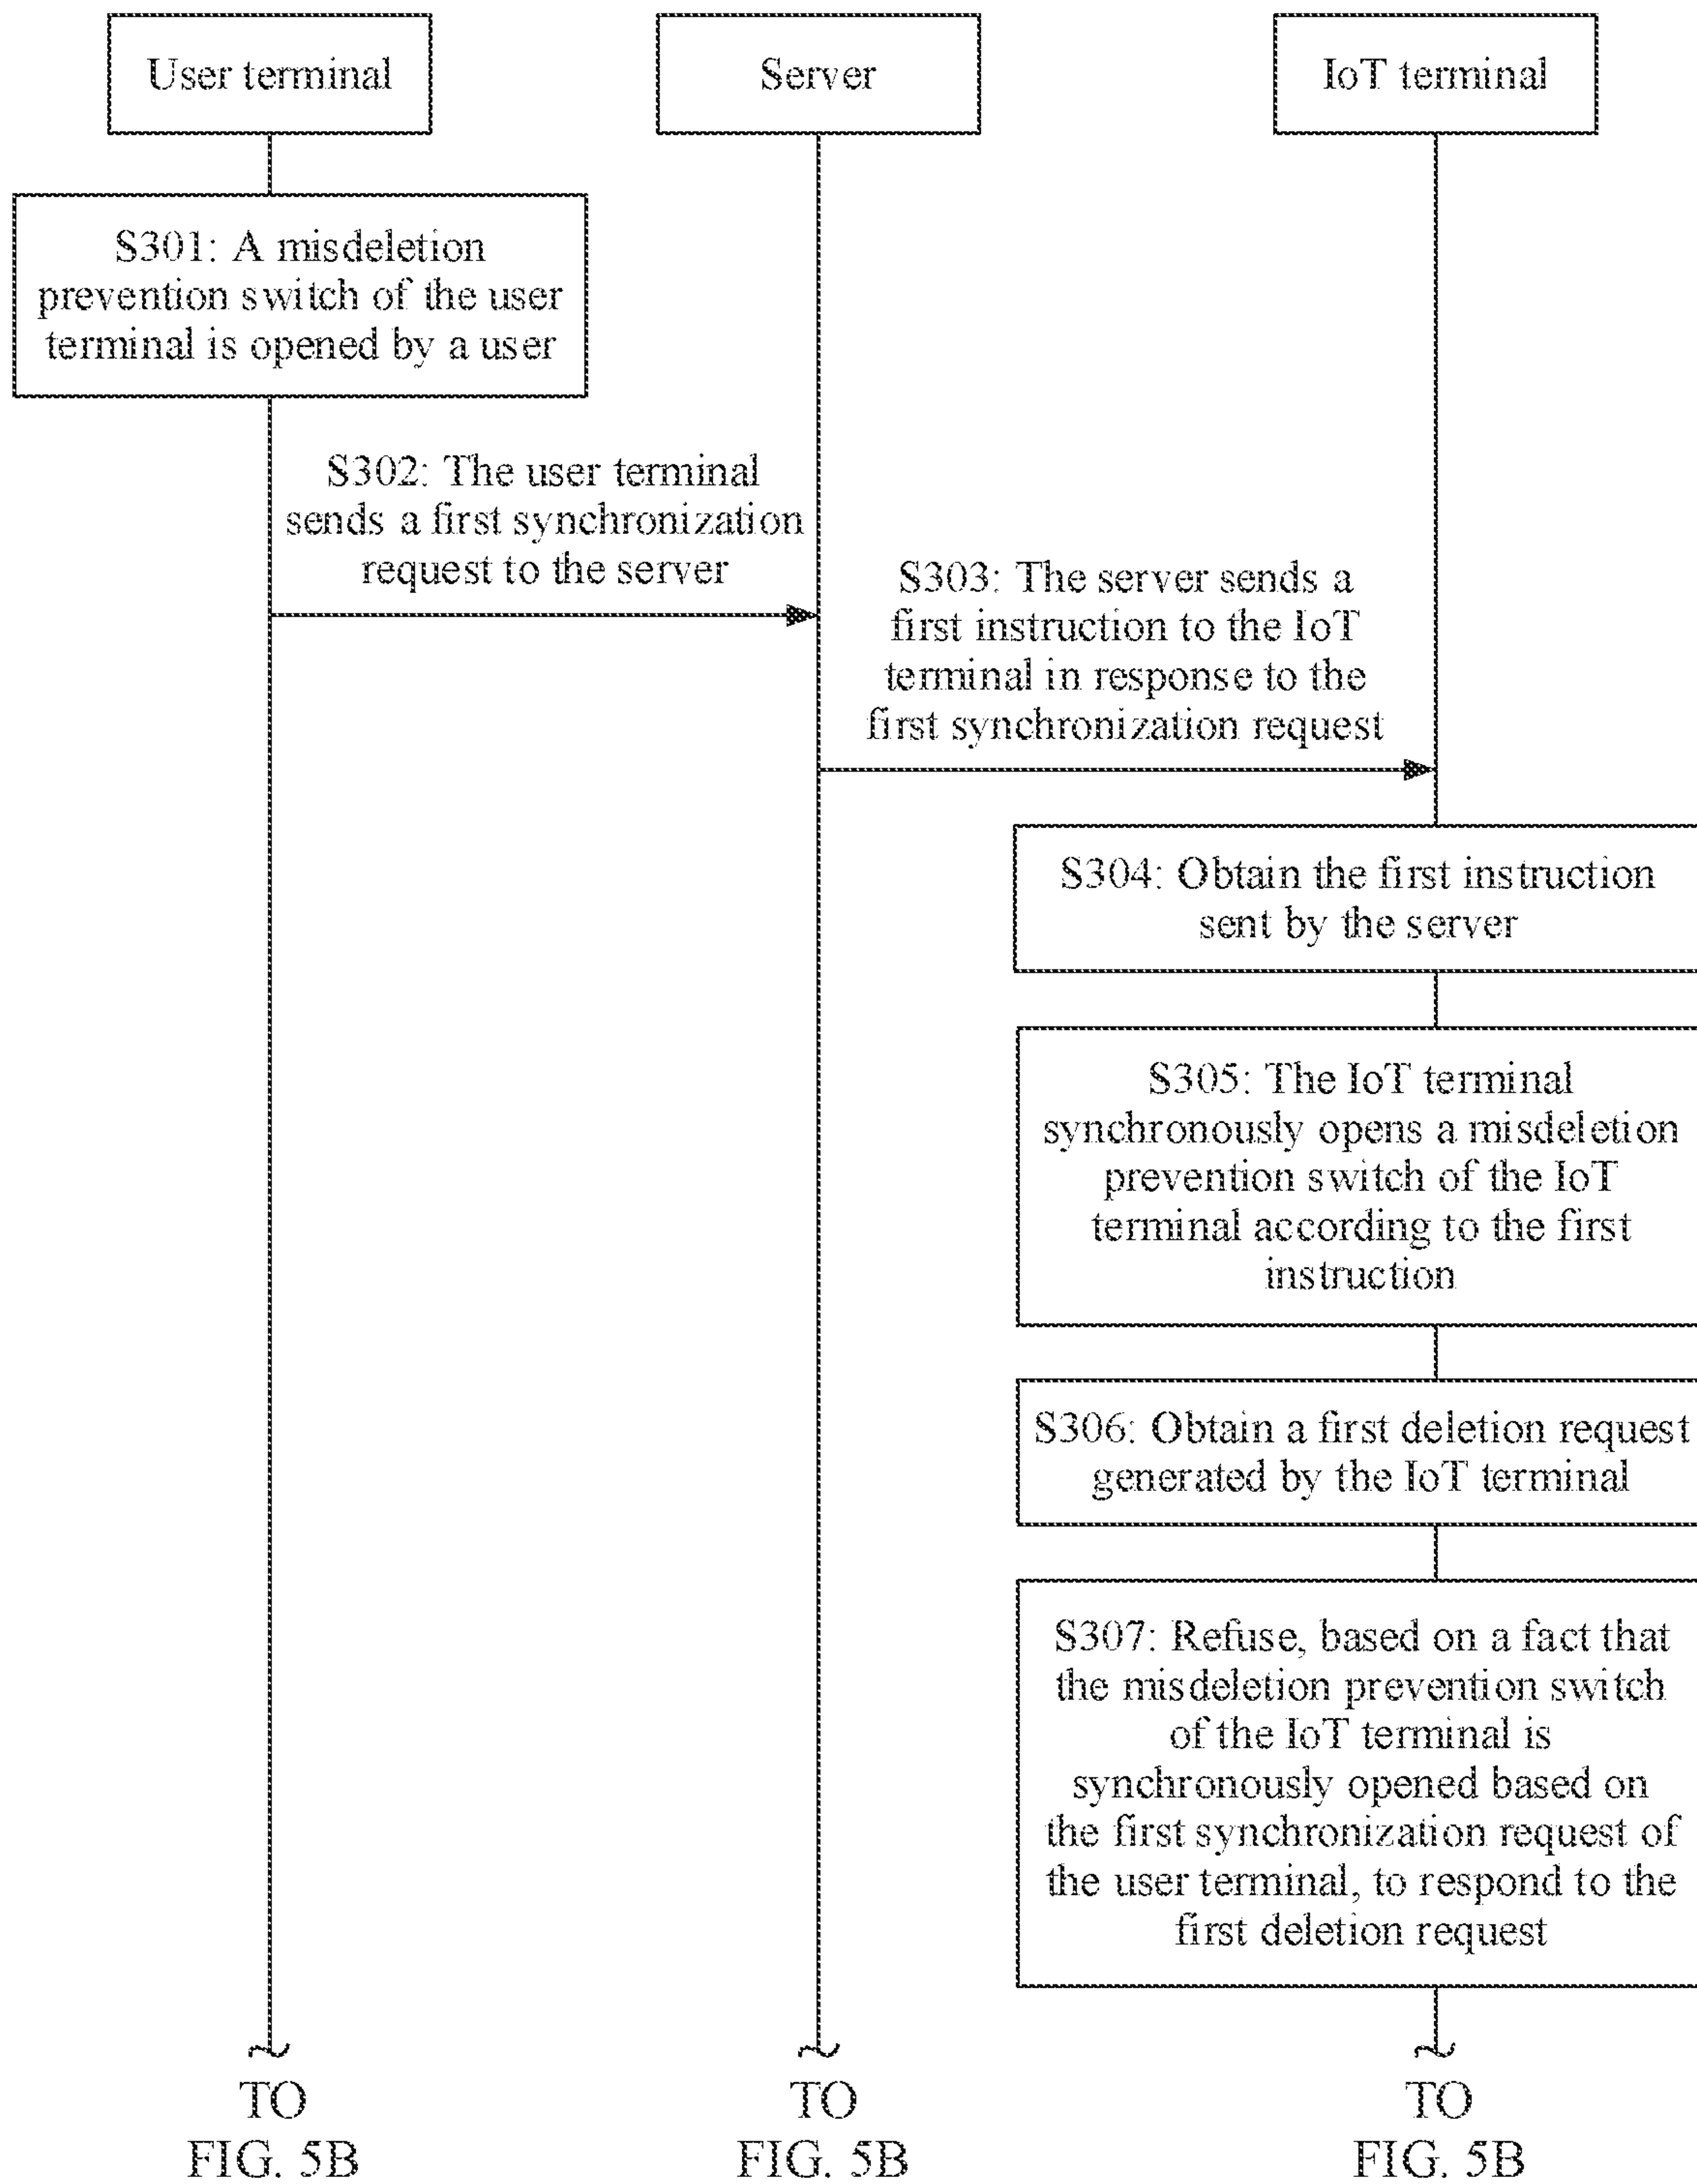 User terminal
Server
IoT terminal
S301: A misdeletion
prevention switch of the user
terminal is opened by a user
S302: The user terminal
sends a first synchronization
request to the server
S303: The server sends a
first instruction to the IoT
terminal in response to the
first synchronization request
S304: Obtain the first instruction
sent by the server
S305: The IoT terminal
synchronously opens a misdeletion
prevention switch of the IoT
terminal according to the first
instruction
S306: Obtain a first deletion request
generated by the IoT terminal
S307: Refuse, based on a fact that
the misdeletion prevention switch
of the IoT terminal is
synchronously opened based on
the first synchronization request of
the user terminal, to respond to the
first deletion request
TO
FIG. 5B
TO
FIG. 5B
TO
FIG. 5B